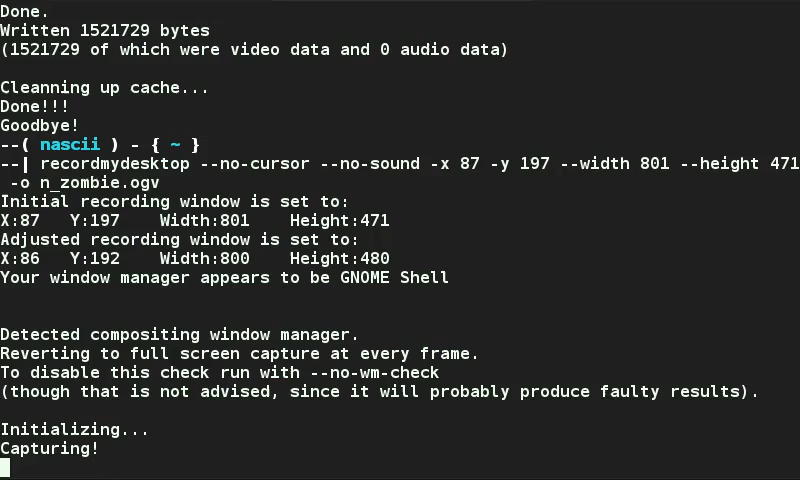 Done.
Written 1521729 bytes
(1521729 of which were video data and 0 audio data)
Cleanning up cache...
Done!!!
Goodbye!
--( nascii ) - { ~ }
--| recordmydesktop --no-cursor --no-sound -x 87 -y 197 --width 801 --height 471
-o n_zombie.ogv
Initial recording window is set to:
X:87   Y:197    Width:801    Height:471
Adjusted recording window is set to:
X:86   Y:192    Width:800    Height:480
Your window manager appears to be GNOME Shell
Detected compositing window manager.
Reverting to full screen capture at every frame.
To disable this check run with --no-wm-check
(though that is not advised, since it will probably produce faulty results).
Initializing...
Capturing!